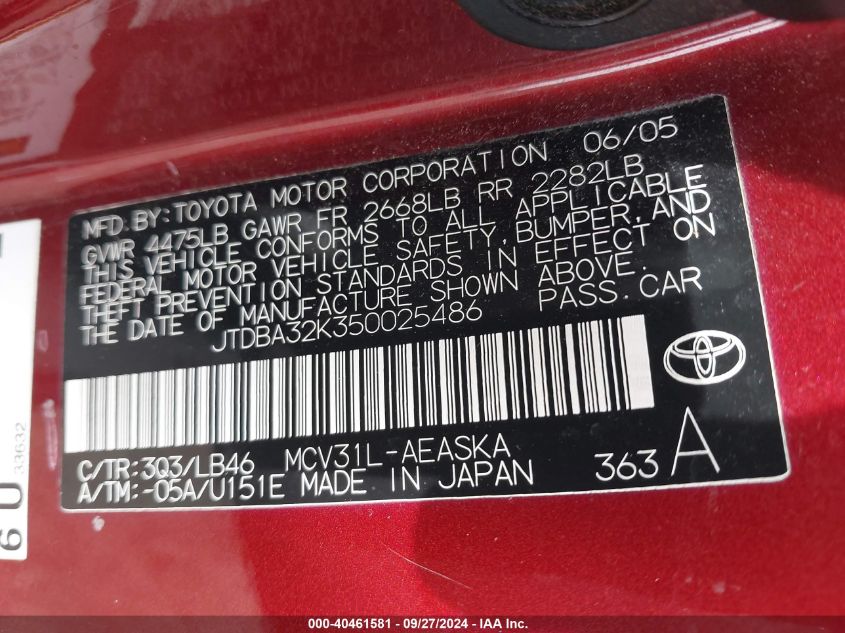 MFD.BY:TOYOTA MOTOR CORPORATION 06/05
GVWR 4475LB GAWR FR 2668LB RR 2282LB
THIS VEHICLE CONFORMS TO ALL APPLICABLE
FEDERAL MOTOR VEHICLE SAFETY,BUMPER,AND
THEFT PREVENTION STANDARDS IN EFFECT ON
THE DATE OF MANUFACTURE SHOWN ABOVE.
JTDBA32K350025486 PASS.CAR
C/TR:3Q3/LB46 MCV31L-AEASKA
A/TM:-05A/U151E MADE IN JAPAN 363 A
33632
000-40461581 - 09/27/2024 - IAA Inc.